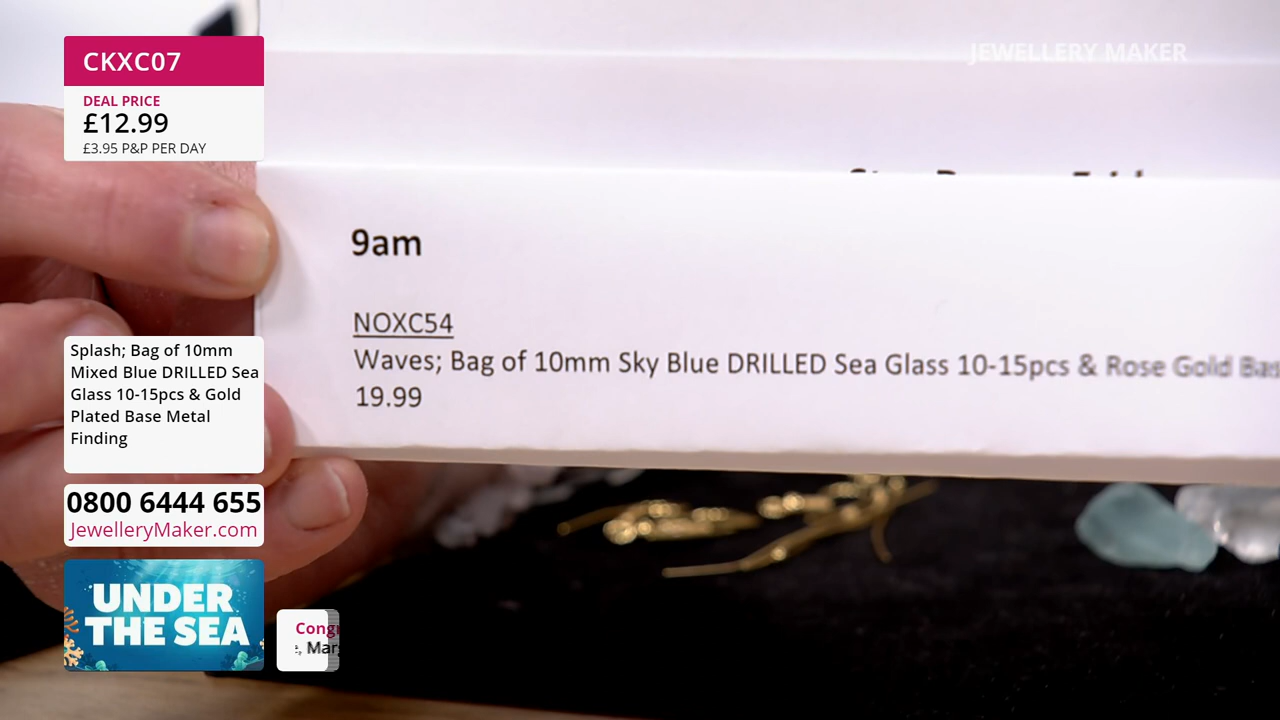 CKXC07
DEAL PRICE
£12.99
£3.95 P&P PER DAY
JEWELLERY MAKER
9am
NOXC54
Waves; Bag of 10mm Sky Blue DRILLED Sea Glass 10-15pcs & Rose Gold
19.99
Splash; Bag of 10mm
Mixed Blue DRILLED Sea
Glass 10-15pcs & Gold
Plated Base Metal
Finding
0800 6444 655
JewelleryMaker.com
UNDER
THE SEA